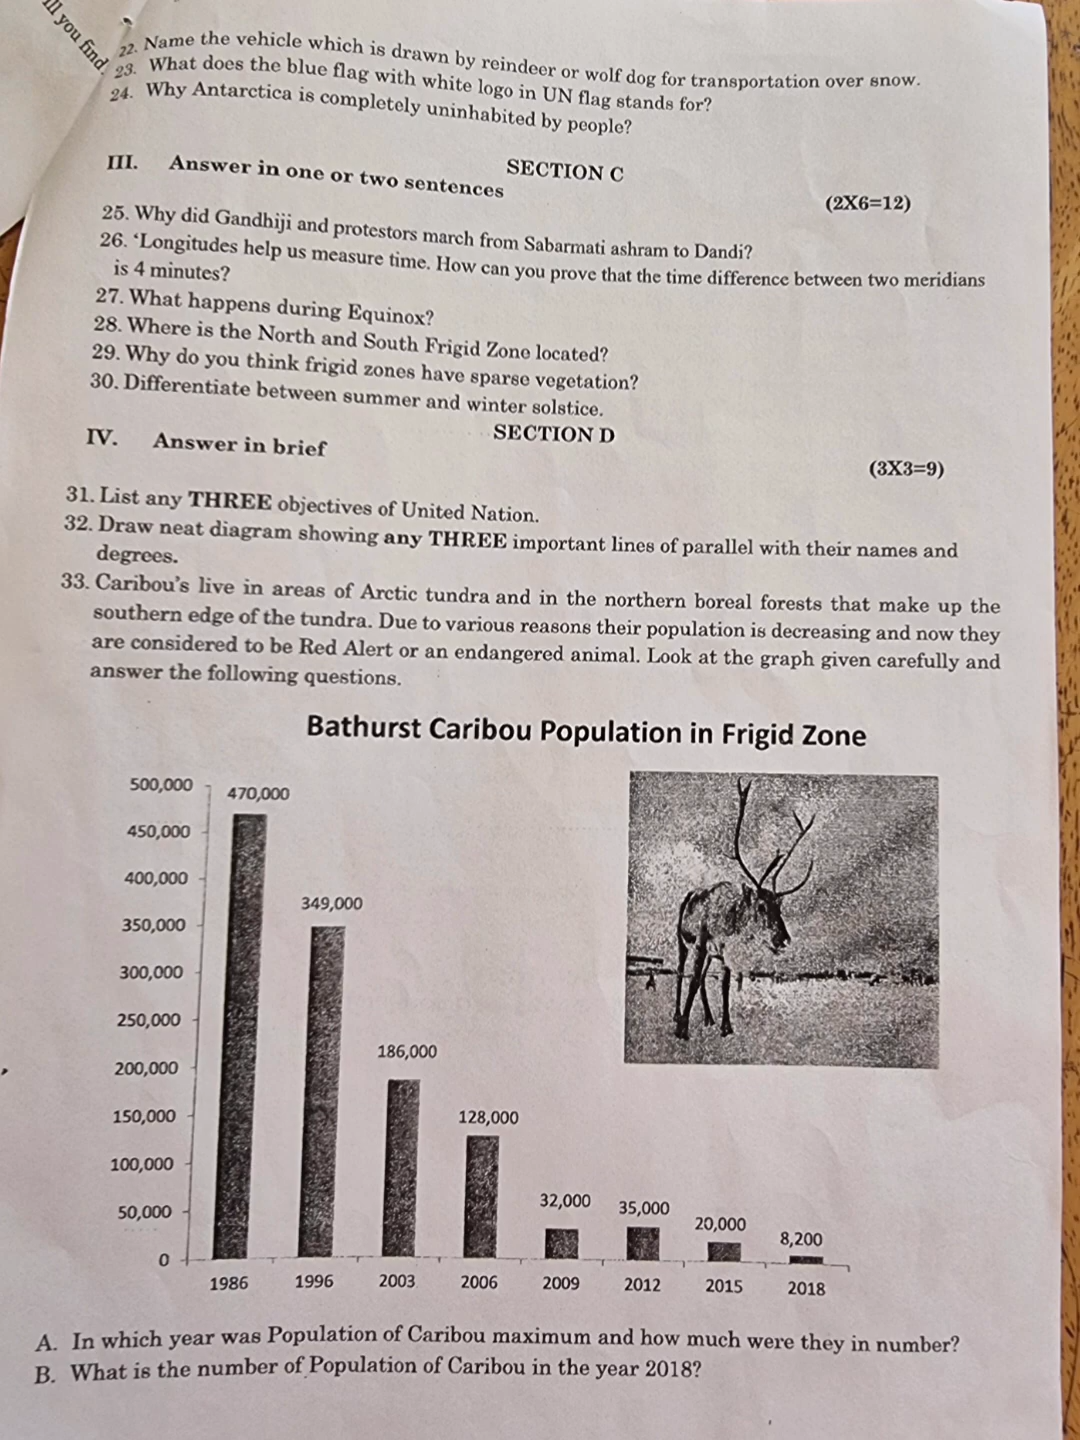 ll you find.
22. Name the vehicle which is drawn by reindeer or wolf dog for transportation over snow.
23. What does the blue flag with white logo in UN flag stands for?
24. Why Antarctica is completely uninhabited by people?
SECTION C
III. Answer in one or two sentences (2X6=12)
25. Why did Gandhiji and protestors march from Sabarmati ashram to Dandi?
26. ‘Longitudes help us measure time. How can you prove that the time difference between two meridians
is 4 minutes?
27. What happens during Equinox?
28. Where is the North and South Frigid Zone located?
29. Why do you think frigid zones have sparse vegetation?
30. Differentiate between summer and winter solstice.
SECTION D
IV. Answer in brief (3X3=9)
31. List any THREE objectives of United Nation.
32. Draw neat diagram showing any THREE important lines of parallel with their names and
degrees.
33. Caribou’s live in areas of Arctic tundra and in the northern boreal forests that make up the
southern edge of the tundra. Due to various reasons their population is decreasing and now they
are considered to be Red Alert or an endangered animal. Look at the graph given carefully and
answer the following questions.
Bathurst Caribou Population in Frigid Zone
500,000
450,000
400,000
350,000
300,000
250,000
200,000
150,000
100,000
50,000
0
470,000
349,000
186,000
128,000
32,000
35,000
20,000
8,200
1986 1996 2003 2006 2009 2012 2015 2018
A. In which year was Population of Caribou maximum and how much were they in number?
B. What is the number of Population of Caribou in the year 2018?